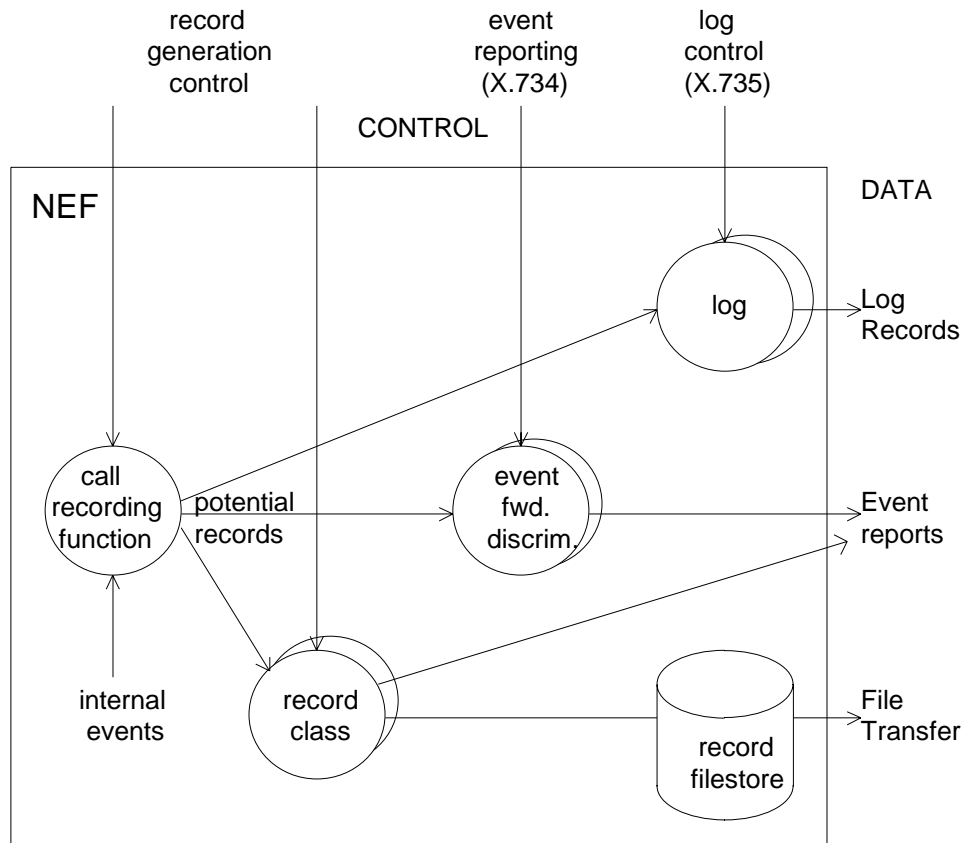 record
generation
control
event
reporting
(X.734)
log
control
(X.735)
CONTROL
NEF
DATA
log
Log
Records
call
recording
function
potential
records
event
fwd.
discrim.
Event
reports
internal
events
record
class
record
filestore
File
Transfer